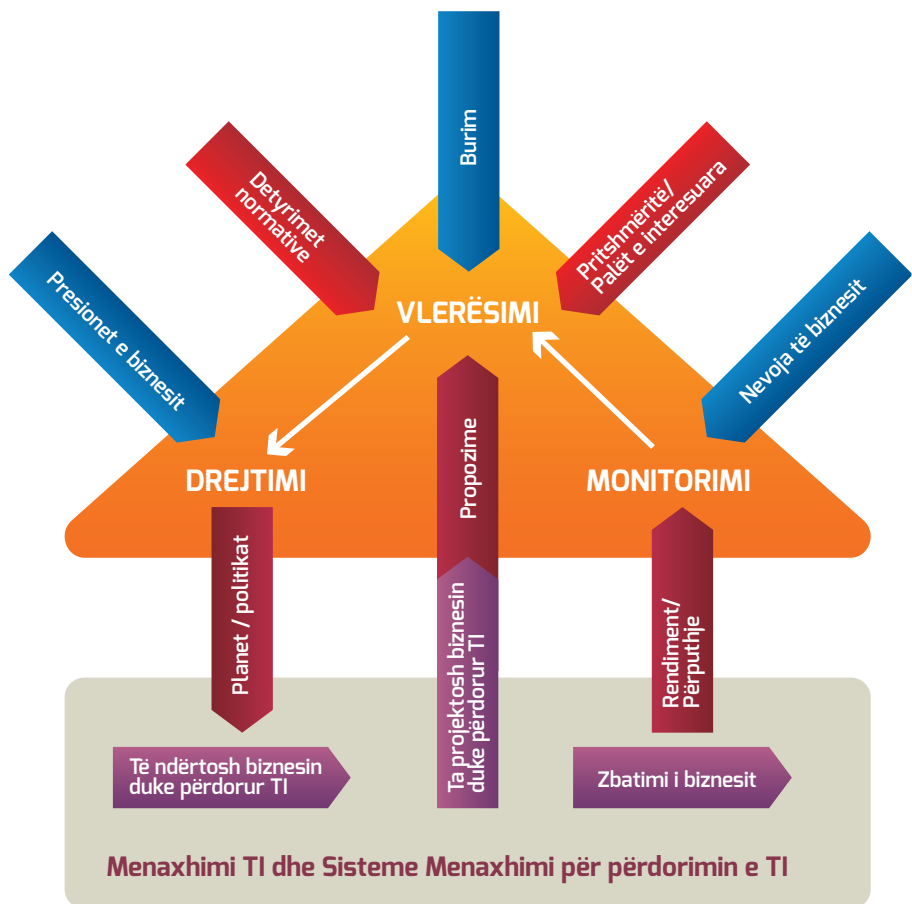 Burim
Detyrimet
normative
Pritshmëritë/
Palët e interesuara
Presionet e biznesit
Nevoja të biznesit
VLERËSIMI
DREJTIMI
MONITORIMI
Propozime
Planet / politikat
Ta projektosh biznesin
duke përdorur TI
Rendiment/
Përputhje
Të ndërtosh biznesin
duke përdorur TI
Zbatimi i biznesit
Menaxhimi TI dhe Sisteme Menaxhimi për përdorimin e TI